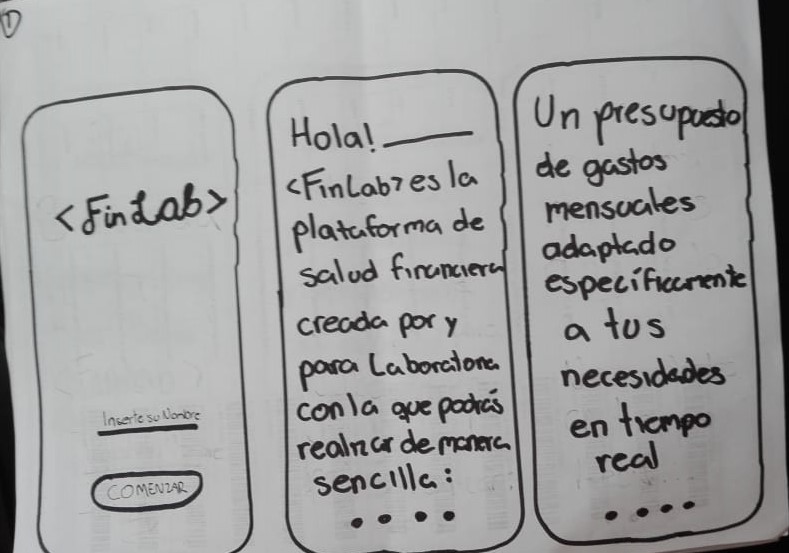 1
<FinLab>
Inserte su Nombre
COMENZAR
Hola!
<FinLab> es la
plataforma de
salud financiera
creada por y
para Laboratoria
con la que podrás
realizar de manera
sencilla:
Un presupuesto
de gastos
mensuales
adaptado
específicamente
a tus
necesidades
en tiempo
real